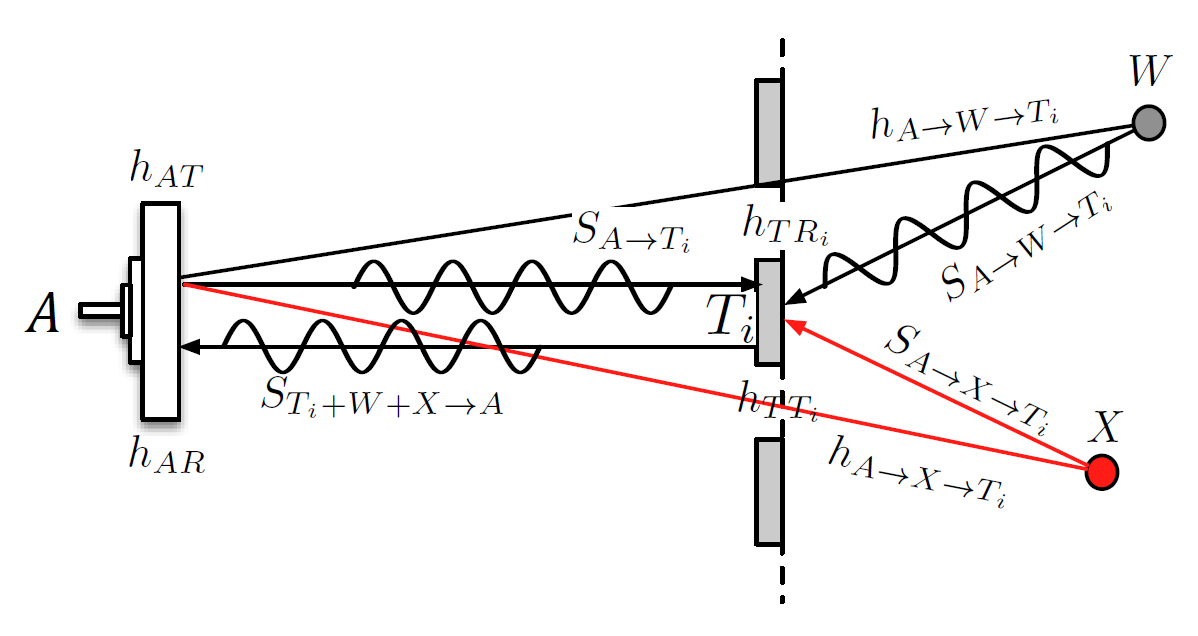 W
h_{A→W→T_i}
h_{AT}
S_{A→T_i}
h_{TR_i}
S_{A→W→T_i}
A
T_i
S_{A→X→T_i}
S_{T_i+W+X→A}
h_{TT_i}
X
h_{AR}
h_{A→X→T_i}